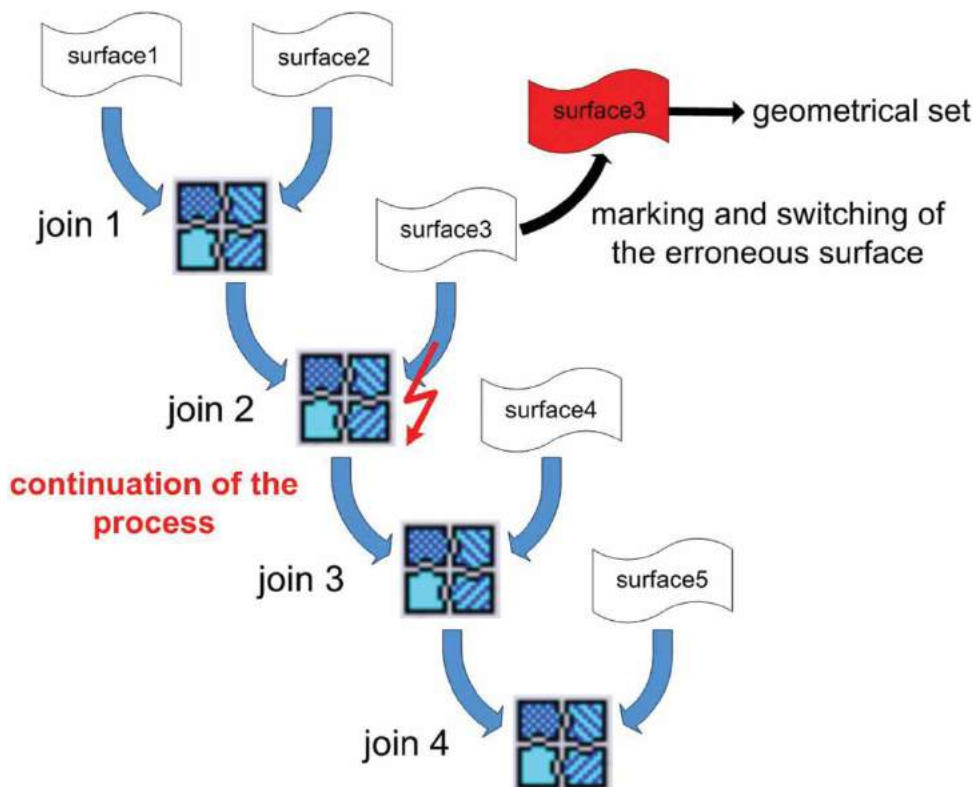 surface1
surface2
surface3
geometrical set
join 1
surface3
marking and switching of
the erroneous surface
join 2
surface4
continuation of the
process
join 3
surface5
join 4